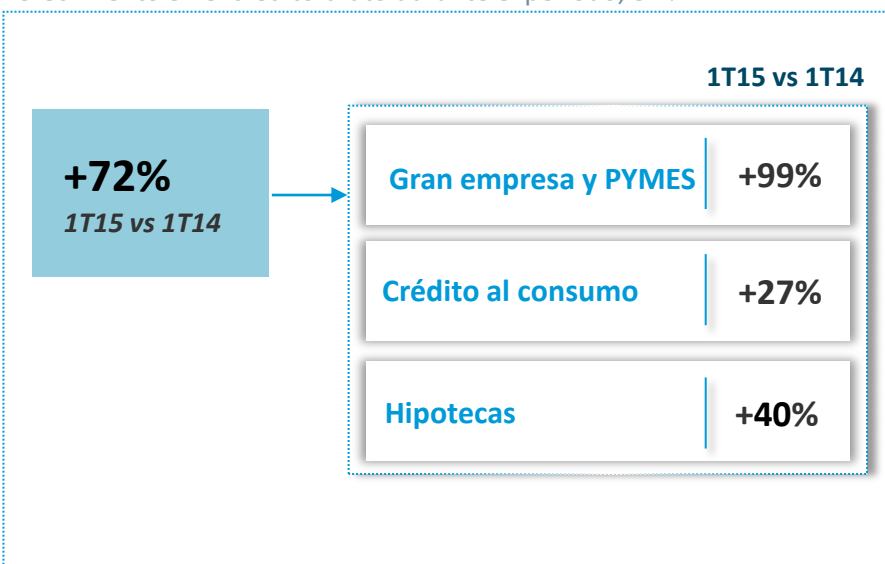 1T15 vs 1T14
+72%
1T15 vs 1T14
Gran empresa y PYMES +99%
Crédito al consumo +27%
Hipotecas +40%